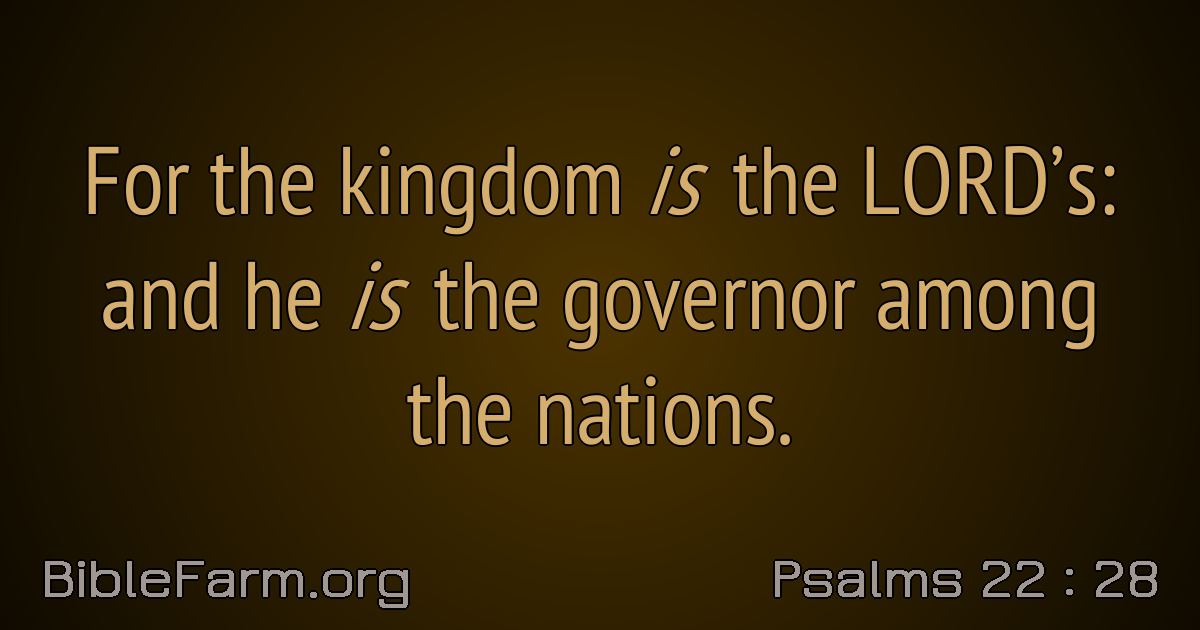 For the kingdom is the LORD’s:
and he is the governor among
the nations.
BibleFarm.org
Psalms 22 : 28